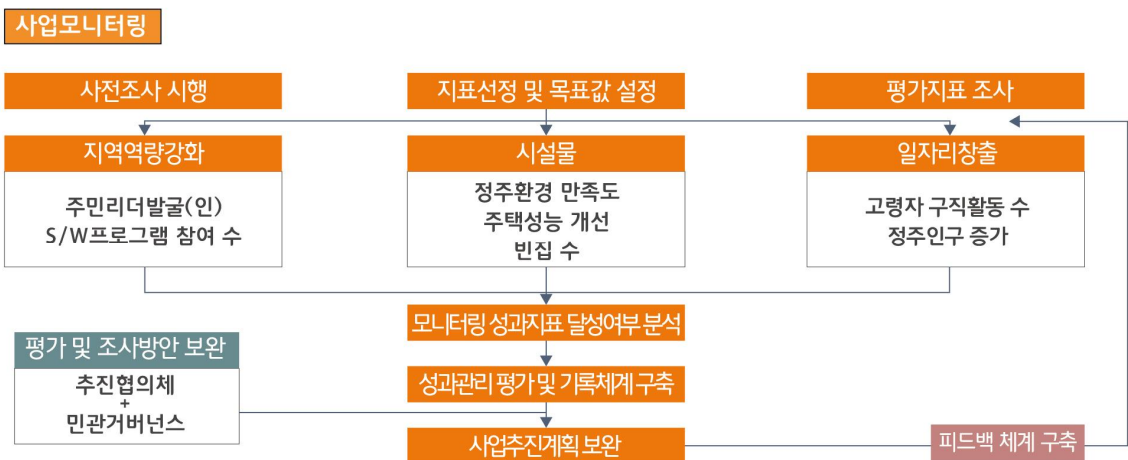 사업모니터링
사전조사 시행
지표선정 및 목표값 설정
평가지표 조사
지역역량강화
주민리더발굴(인)
S/W프로그램 참여 수
시설물
정주환경 만족도
주택성능 개선
빈집 수
일자리창출
고령자 구직활동 수
정주인구 증가
모니터링 성과지표 달성여부 분석
평가 및 조사방안 보완
추진협의체
+
민관거버넌스
성과관리 평가 및 기록체계 구축
사업추진계획 보완
피드백 체계 구축